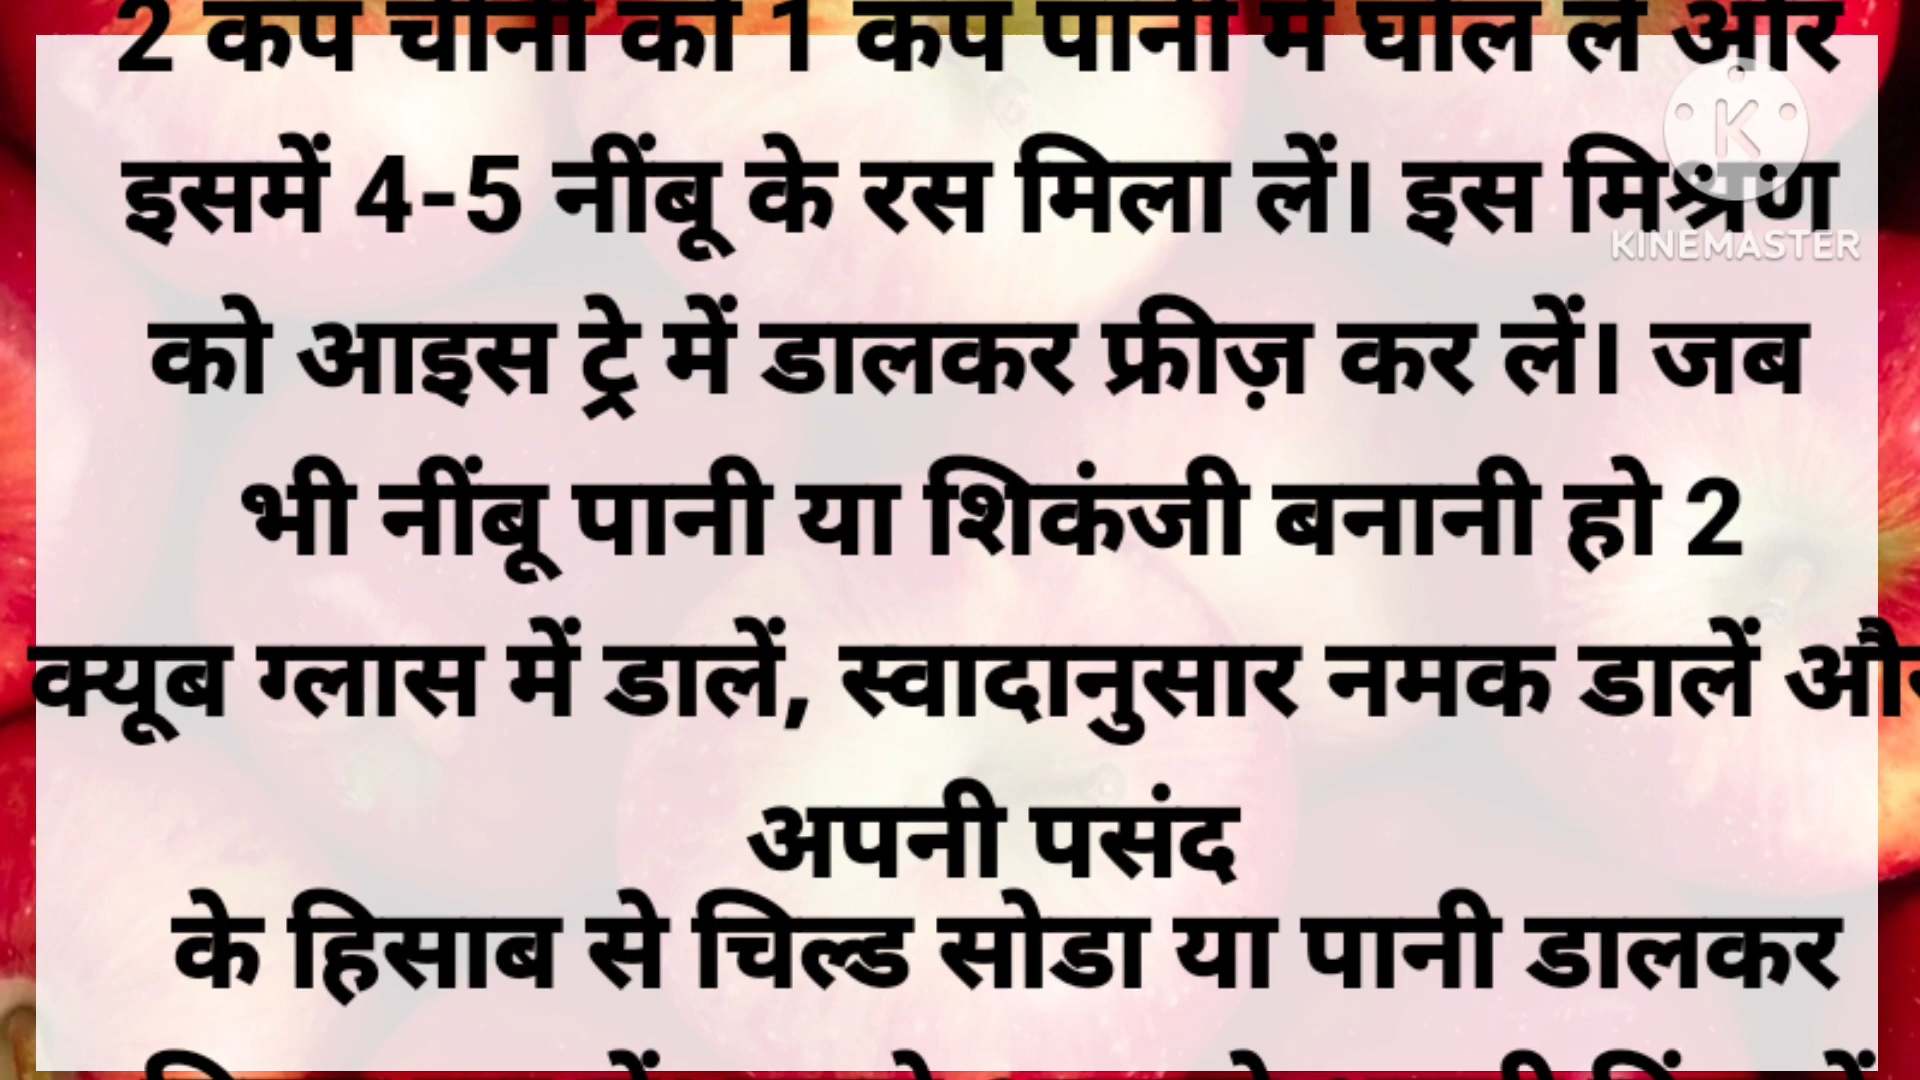 2 कप चीनी को 1 कप पानी में घोल लें और
इसमें 4-5 नींबू के रस मिला लें। इस मिश्रण
KINEMASTER
को आइस ट्रे में डालकर फ्रीज़ कर लें। जब
भी नींबू पानी या शिकंजी बनानी हो 2
क्यूब ग्लास में डालें, स्वादानुसार नमक डालें और
अपनी पसंद
के हिसाब से चिल्ड सोडा या पानी डालकर